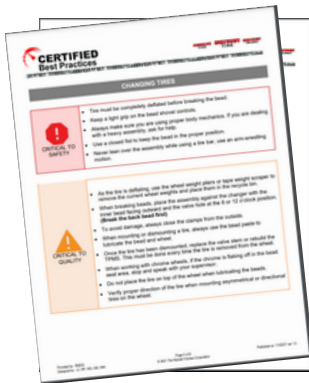 CERTIFIED
Best Practices
AMERICA'S TIRE
DISCOUNT TIRE
CHANGING TIRES
CRITICAL TO
SAFETY
Tire must be completely deflated before breaking the bead.
Keep a light grip on the bead shovel controls.
Always make sure you are using proper body mechanics. If you are dealing
with a heavy assembly, ask for help.
Use a closed fist to keep the bead in the proper position.
Never lean over the assembly while using a tire bar, use an arm-wrestling
motion.
CRITICAL TO
QUALITY
As the tire is deflating, use the wheel weight pliers or tape weight scraper to
remove the current wheel weights and place them in the recycle bin.
When breaking beads, place the assembly against the changer with the
inner bead facing outward and the valve hole at the 6 or 12 o'clock position.
(Break the back bead first)
To avoid damage, always close the clamps from the outside.
When mounting or dismounting a tire, always use the bead paste to
lubricate the bead and wheel.
Once the tire has been dismounted, replace the valve stem or rebuild the
TPMS. This must be done every time the tire is removed from the wheel.
When working with chrome wheels, if the chrome is flaking off in the bead
seat area, stop and speak with your supervisor.
Do not place the tire on top of the wheel when lubricating the beads.
Verify proper direction of the tire when mounting asymmetrical or directional
tires on the wheel.